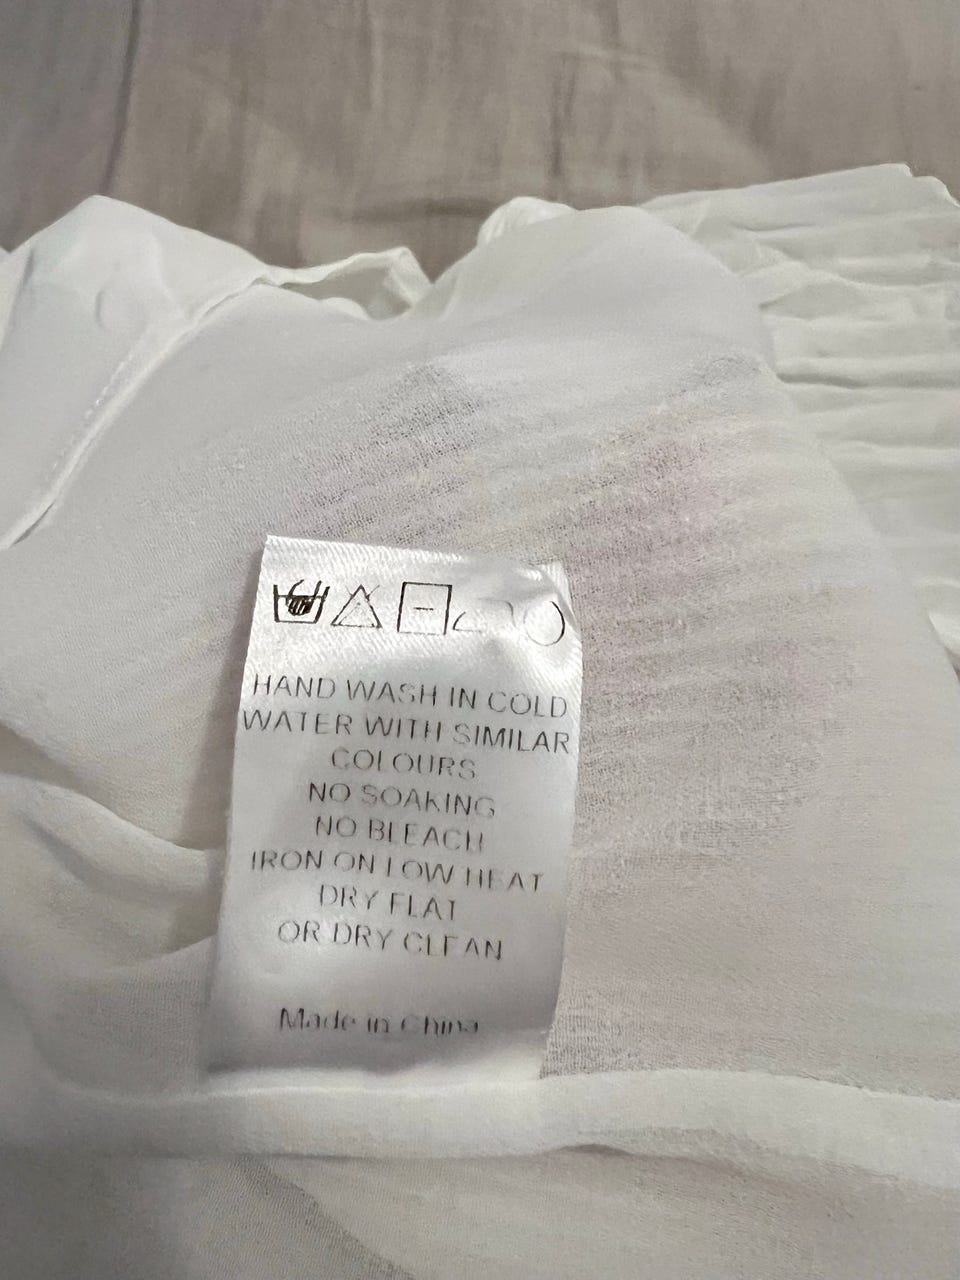 HAND WASH IN COLD
WATER WITH SIMILAR
COLOURS
NO SOAKING
NO BLEACH
IRON ON LOW HEAT
DRY FLAT
OR DRY CLEAN
Made in China